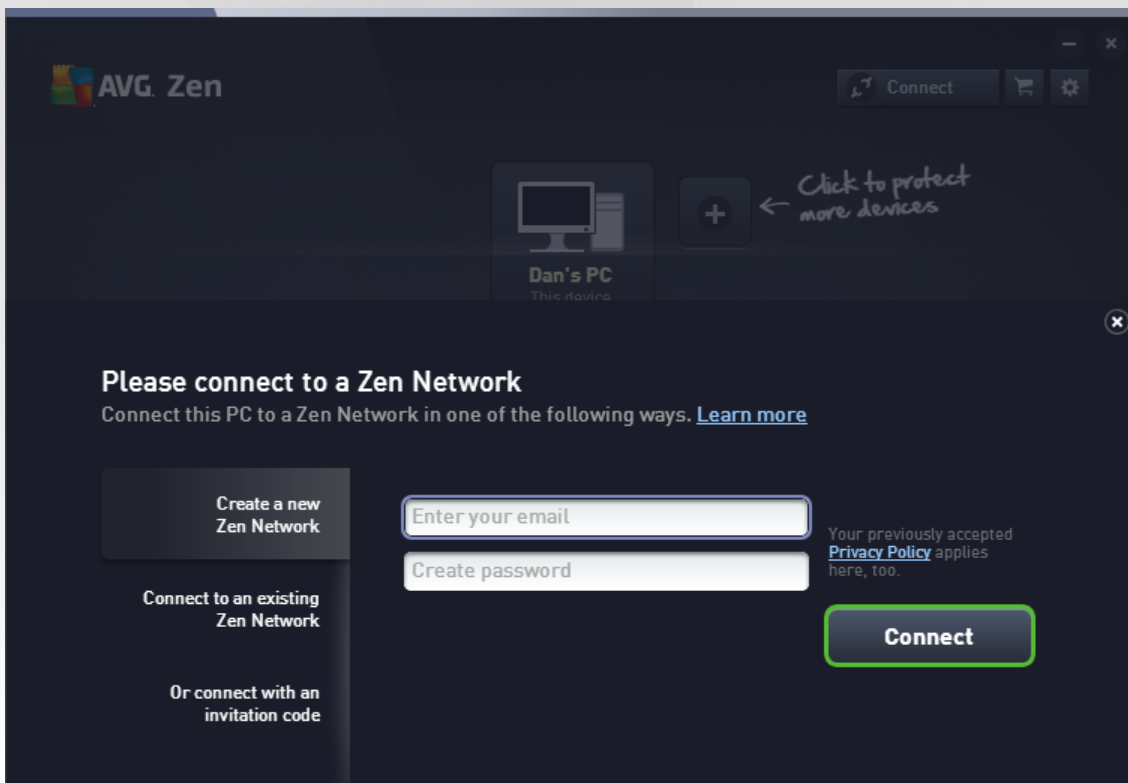 AVG. Zen
Connect
Click to protect
more devices
Dan's PC
This device
Please connect to a Zen Network
Connect this PC to a Zen Network in one of the following ways. Learn more
Create a new
Zen Network
Connect to an existing
Zen Network
Or connect with an
invitation code
Enter your email
Create password
Your previously accepted
Privacy Policy applies
here, too.
Connect